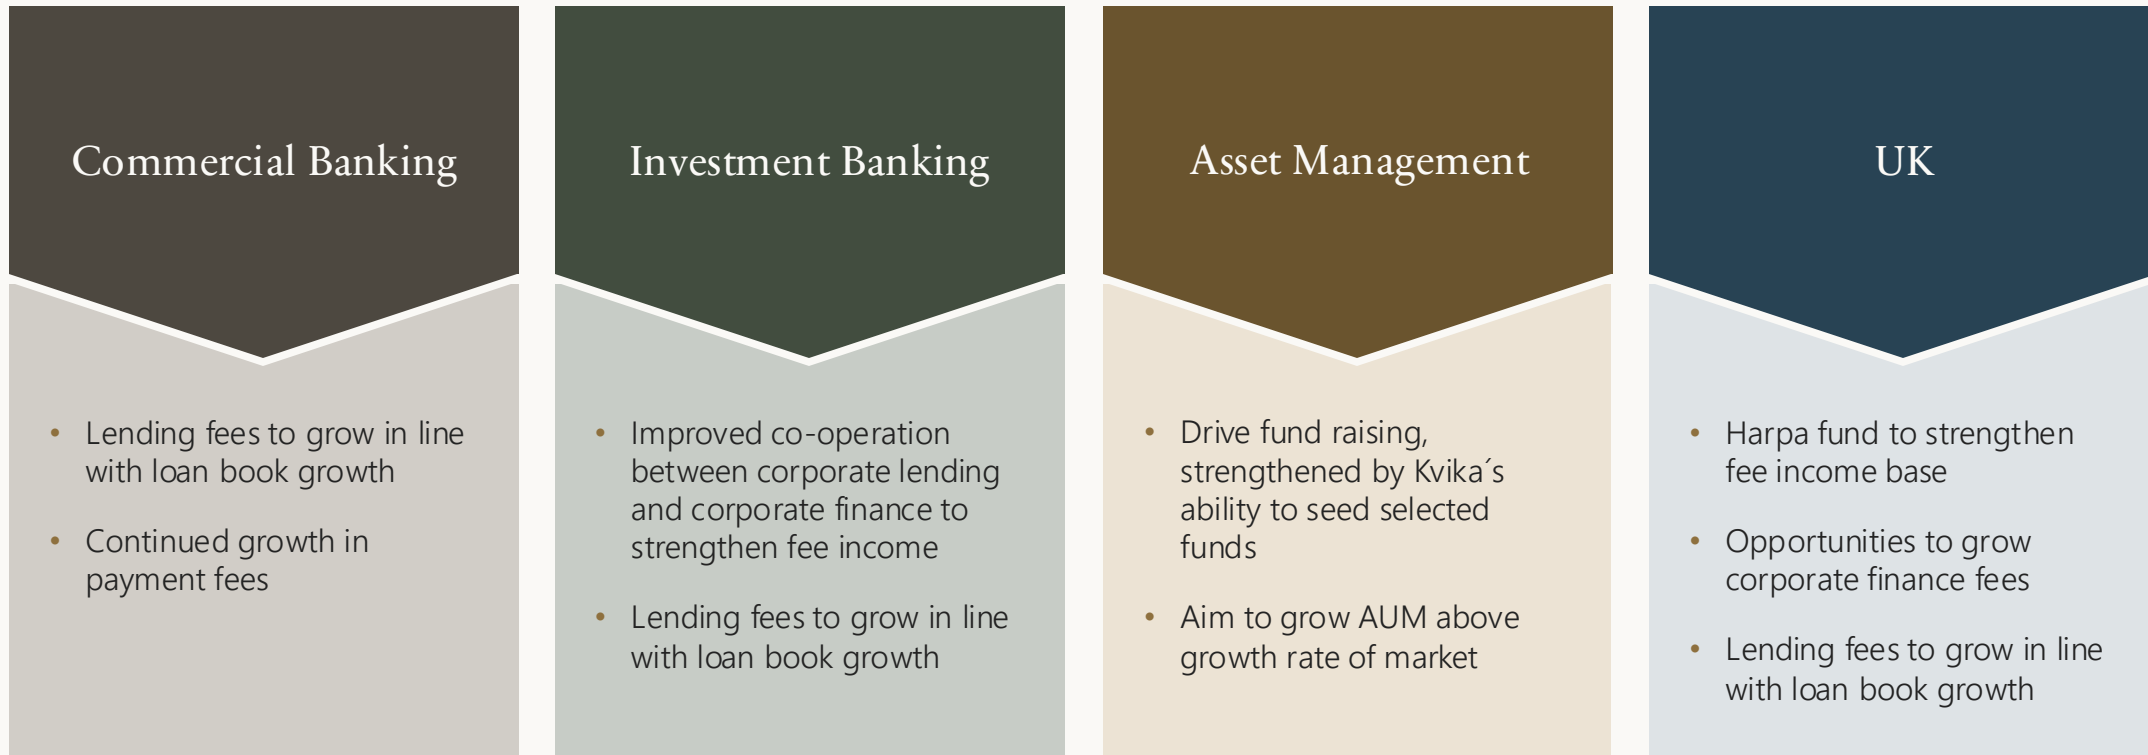 Commercial Banking
• Lending fees to grow in line
with loan book growth
• Continued growth in
payment fees
Investment Banking
• Improved co-operation
between corporate lending
and corporate finance to
strengthen fee income
• Lending fees to grow in line
with loan book growth
Asset Management
• Drive fund raising,
strengthened by Kvika´s
ability to seed selected
funds
• Aim to grow AUM above
growth rate of market
UK
• Harpa fund to strengthen
fee income base
• Opportunities to grow
corporate finance fees
• Lending fees to grow in line
with loan book growth